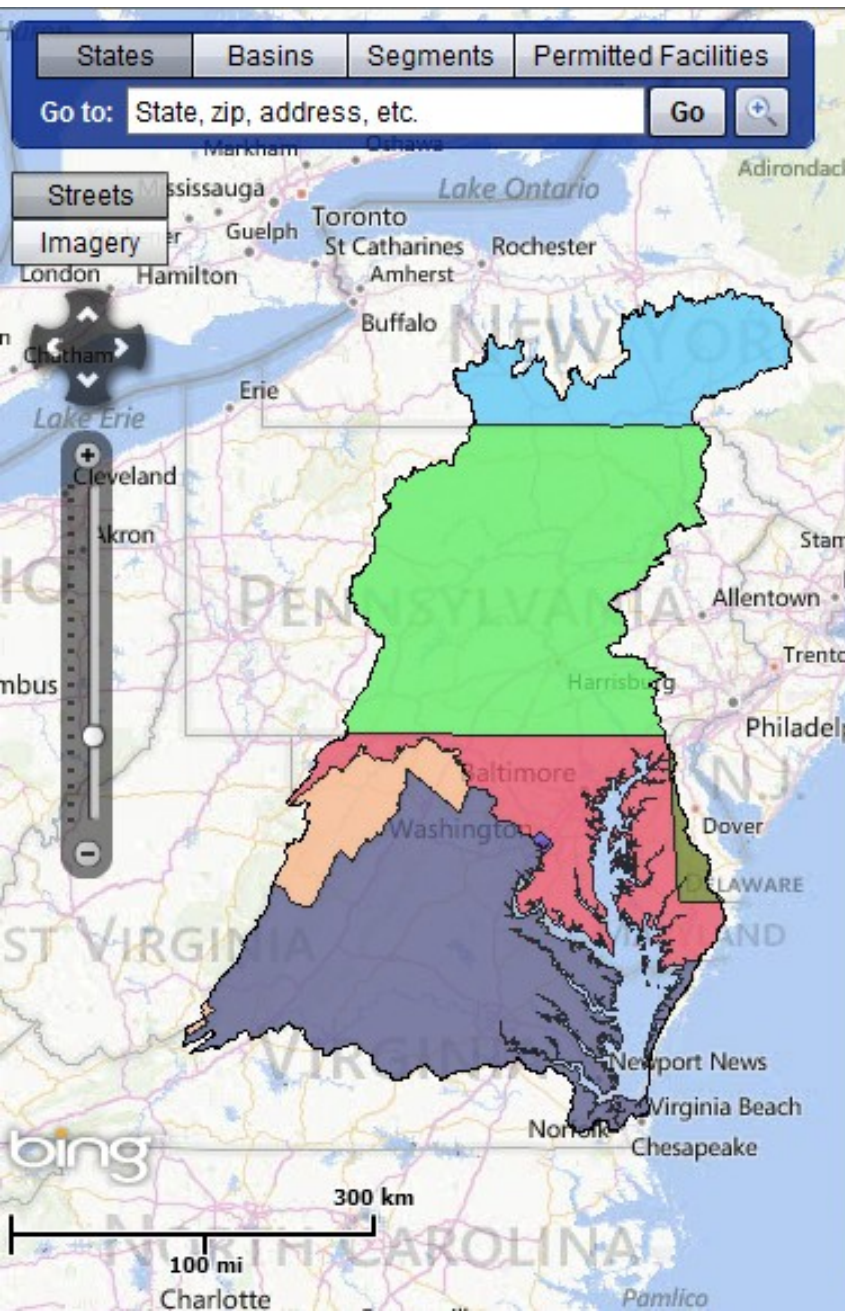 States Basins Segments Permitted Facilities
Go to: State, zip, address, etc. Go
Markham Oshawa
Adirondack
Streets
Mississauga Lake Ontario
Toronto
Guelph
Imagery
St Catharines Rochester
London Hamilton Amherst
NEW YORK
Buffalo
Chatham
Erie
Lake Erie
Cleveland
Akron
PENNSYLVANIA
Allentown
Harrisburg
Philadelp
Baltimore
N.J.
Washington
Dover
DELAWARE
ST VIRGINIA
MARYLAND
VIRGINIA
Newport News
Virginia Beach
Norfolk
Chesapeake
bing
300 km
100 mi
NORTH CAROLINA
Charlotte
Pamlico